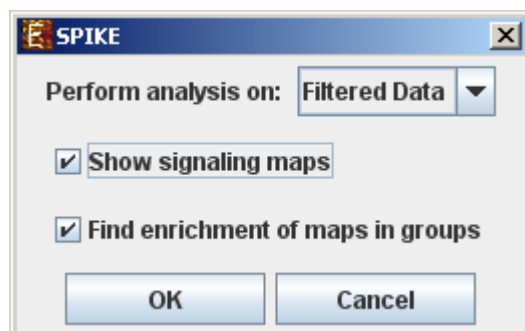 SPIKE
Perform analysis on: Filtered Data
Show signaling maps
Find enrichment of maps in groups
OK Cancel